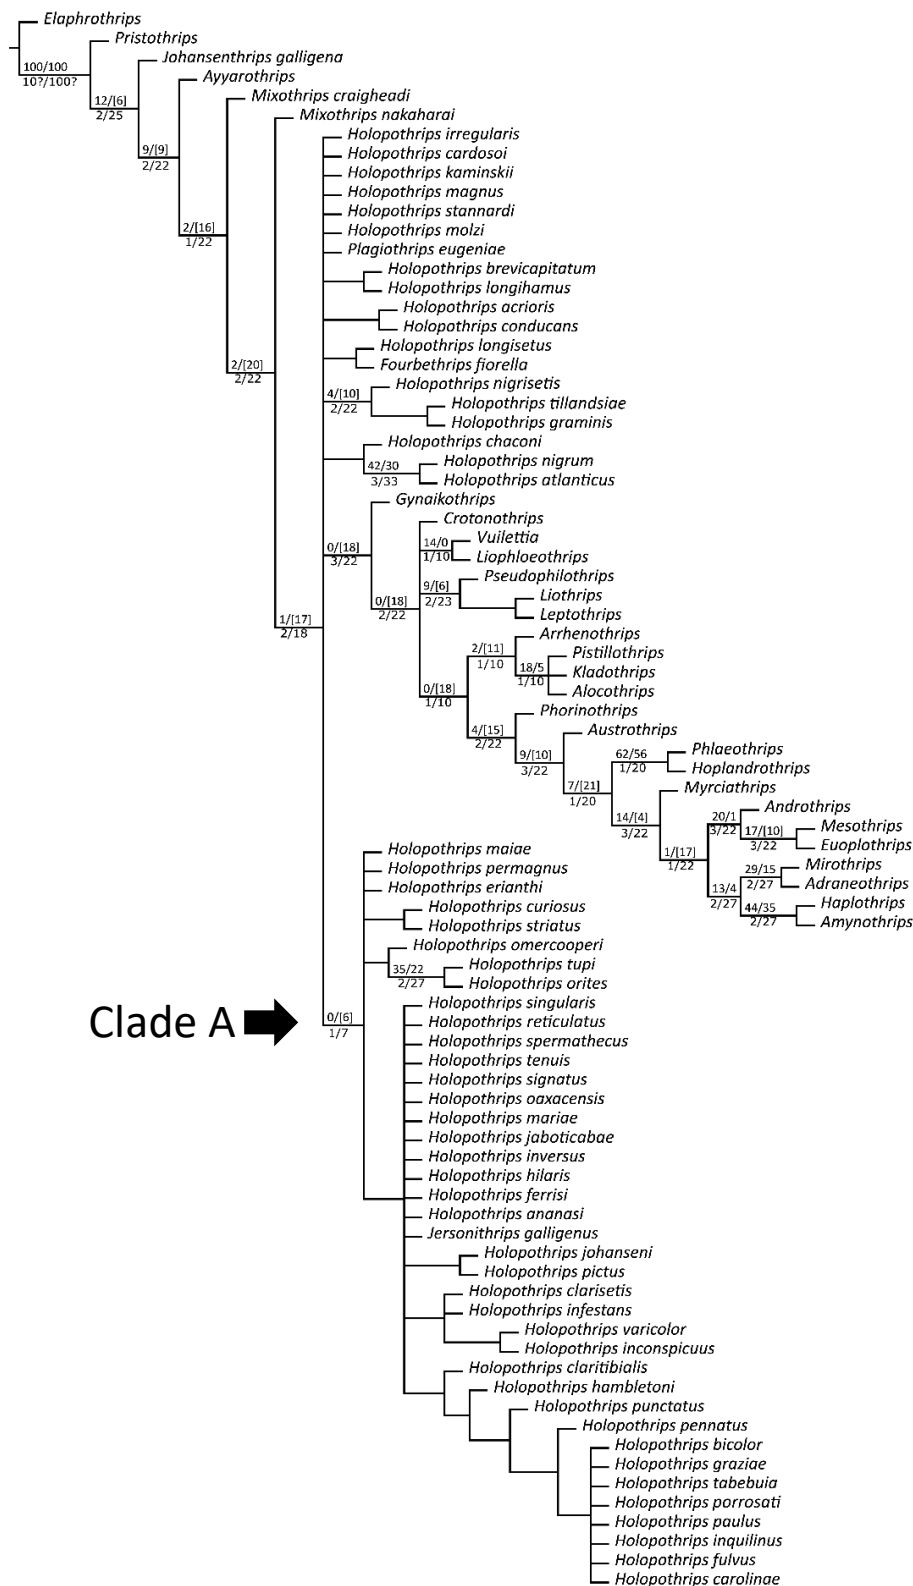 Elaphrothrips
Pristothrips
100/100
10?/100?
Johansenthrips galligena
Ayyarothrips
12/[6]
2/25
Mixothrips craigheadi
Mixothrips nakaharai
Holopothrips irregularis
9/[9]
2/22
Holopothrips cardosoi
Holopothrips kaminskii
Holopothrips magnus
Holopothrips stannardi
2/[16]
1/22
Holopothrips molzi
Plagiothrips eugeniae
Holopothrips brevicapitatum
Holopothrips longihamus
Holopothrips acrioris
Holopothrips conducans
Holopothrips longisetus
2/[20]
2/22
Fourbethrips fiorella
Holopothrips nigrisetis
4/[10]
2/22
Holopothrips tillandsiae
Holopothrips graminis
Holopothrips chaconi
42/30
3/33
Holopothrips nigrum
Holopothrips atlanticus
Gynaikothrips
Crotonothrips
Vuilettia
14/0
1/10
0/[18]
3/22
Liophloeothrips
Pseudophilothrips
9/[6]
2/23
Liothrips
0/[18]
2/22
Leptothrips
1/[17]
2/18
Arrhenothrips
2/[11]
1/10
Pistillothrips
18/5
1/10
Kladothrips
0/[18]
1/10
Alocothrips
Phorinothrips
4/[15]
2/22
Austrothrips
9/[10]
3/22
62/56
1/20
Phlaeothrips
Hoplandrothrips
7/[21]
1/20
Myrciathrips
Androthrips
14/[4]
3/22
20/1
3/22
17/[10]
3/22
Mesothrips
Euoplothrips
1/[17]
1/22
Mirothrips
29/15
2/27
Adraneothrips
13/4
2/27
Haplothrips
44/35
2/27
Amynothrips
Holopothrips maiae
Holopothrips permagnus
Holopothrips erianthi
Holopothrips curiosus
Holopothrips striatus
Holopothrips omercooperi
35/22
2/27
Holopothrips tupi
Holopothrips orites
Holopothrips singularis
Clade A
0/[6]
1/7
Holopothrips reticulatus
Holopothrips spermathecus
Holopothrips tenuis
Holopothrips signatus
Holopothrips oaxacensis
Holopothrips mariae
Holopothrips jaboticabae
Holopothrips inversus
Holopothrips hilaris
Holopothrips ferrisi
Holopothrips ananasi
Jersonithrips galligenus
Holopothrips johanseni
Holopothrips pictus
Holopothrips clarisetis
Holopothrips infestans
Holopothrips varicolor
Holopothrips inconspicuus
Holopothrips claritibialis
Holopothrips hambletoni
Holopothrips punctatus
Holopothrips pennatus
Holopothrips bicolor
Holopothrips graziae
Holopothrips tabebuia
Holopothrips porrosati
Holopothrips paulus
Holopothrips inquilinus
Holopothrips fulvus
Holopothrips carolinae